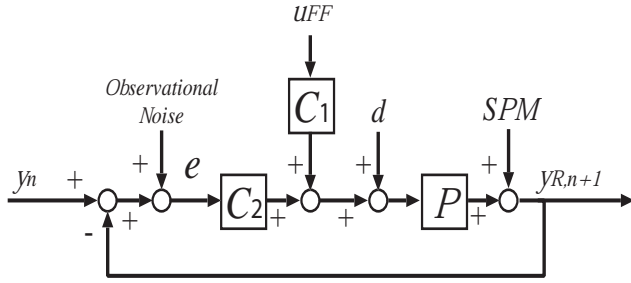 uFF
Observational
Noise
C1
d
SPM
yn
+
+
e
+
+
+
yR,n+1
C2
P
-
+
+
+
+